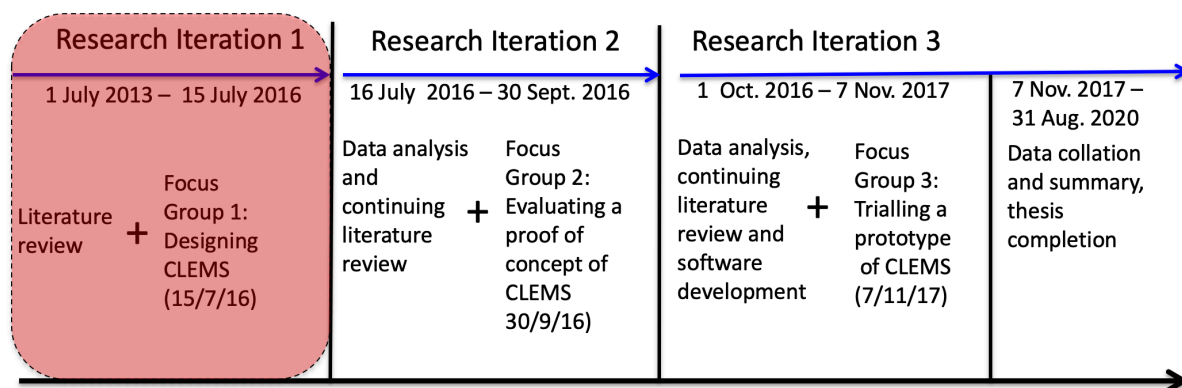 Research Iteration 1
1 July 2013 – 15 July 2016
Literature
review
+
Focus
Group 1:
Designing
CLEMS
(15/7/16)
Research Iteration 2
16 July 2016 – 30 Sept. 2016
Data analysis
and
continuing
literature
review
+
Focus
Group 2:
Evaluating a
proof of
concept of
CLEMS
30/9/16)
Research Iteration 3
1 Oct. 2016 – 7 Nov. 2017
Data analysis,
continuing
literature
review and
software
development
+
Focus
Group 3:
Trialling a
prototype
of CLEMS
(7/11/17)
7 Nov. 2017 –
31 Aug. 2020
Data collation
and summary,
thesis
completion